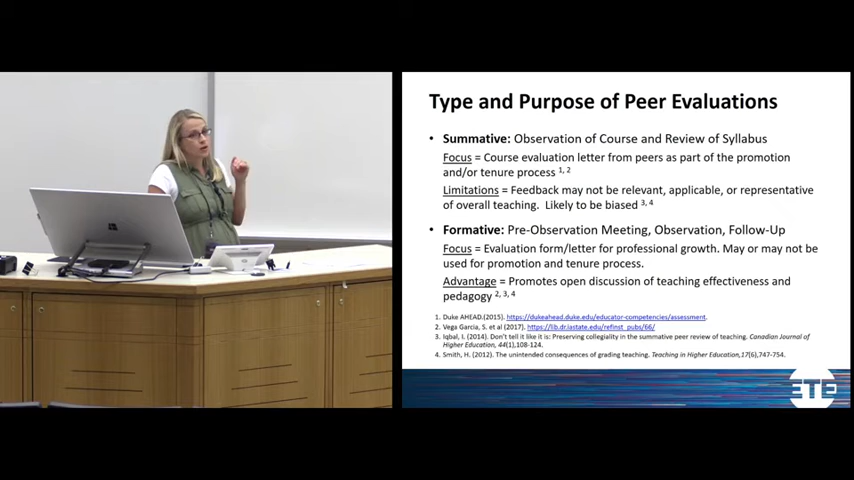 Type and Purpose of Peer Evaluations
• Summative: Observation of Course and Review of Syllabus
Focus = Course evaluation letter from peers as part of the promotion
and/or tenure process 1, 2
Limitations = Feedback may not be relevant, applicable, or representative
of overall teaching. Likely to be biased 3, 4
• Formative: Pre-Observation Meeting, Observation, Follow-Up
Focus = Evaluation form/letter for professional growth. May or may not be
used for promotion and tenure process.
Advantage = Promotes open discussion of teaching effectiveness and
pedagogy 2, 3, 4
1. Duke AHEAD.(2015). https://dukeahead.duke.edu/educator-competencies/assessment.
2. Vega Garcia, S. et al (2017). https://lib.dr.iastate.edu/refinst_pubs/66/
3. Iqbal, I. (2014). Don't tell it like it is: Preserving collegiality in the summative peer review of teaching. Canadian Journal of
Higher Education, 44(1),108-124.
4. Smith, H. (2012). The unintended consequences of grading teaching. Teaching in Higher Education,17(6),747-754.